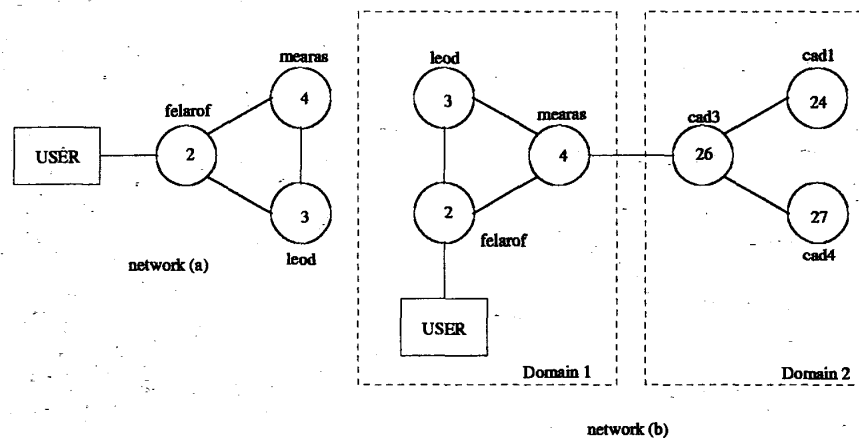 mearas
4
felarof
2
USER
3
leod
network (a)
leod
3
mearas
4
2
felarof
USER
Domain 1
cad1
24
cad3
26
27
cad4
Domain 2
network (b)